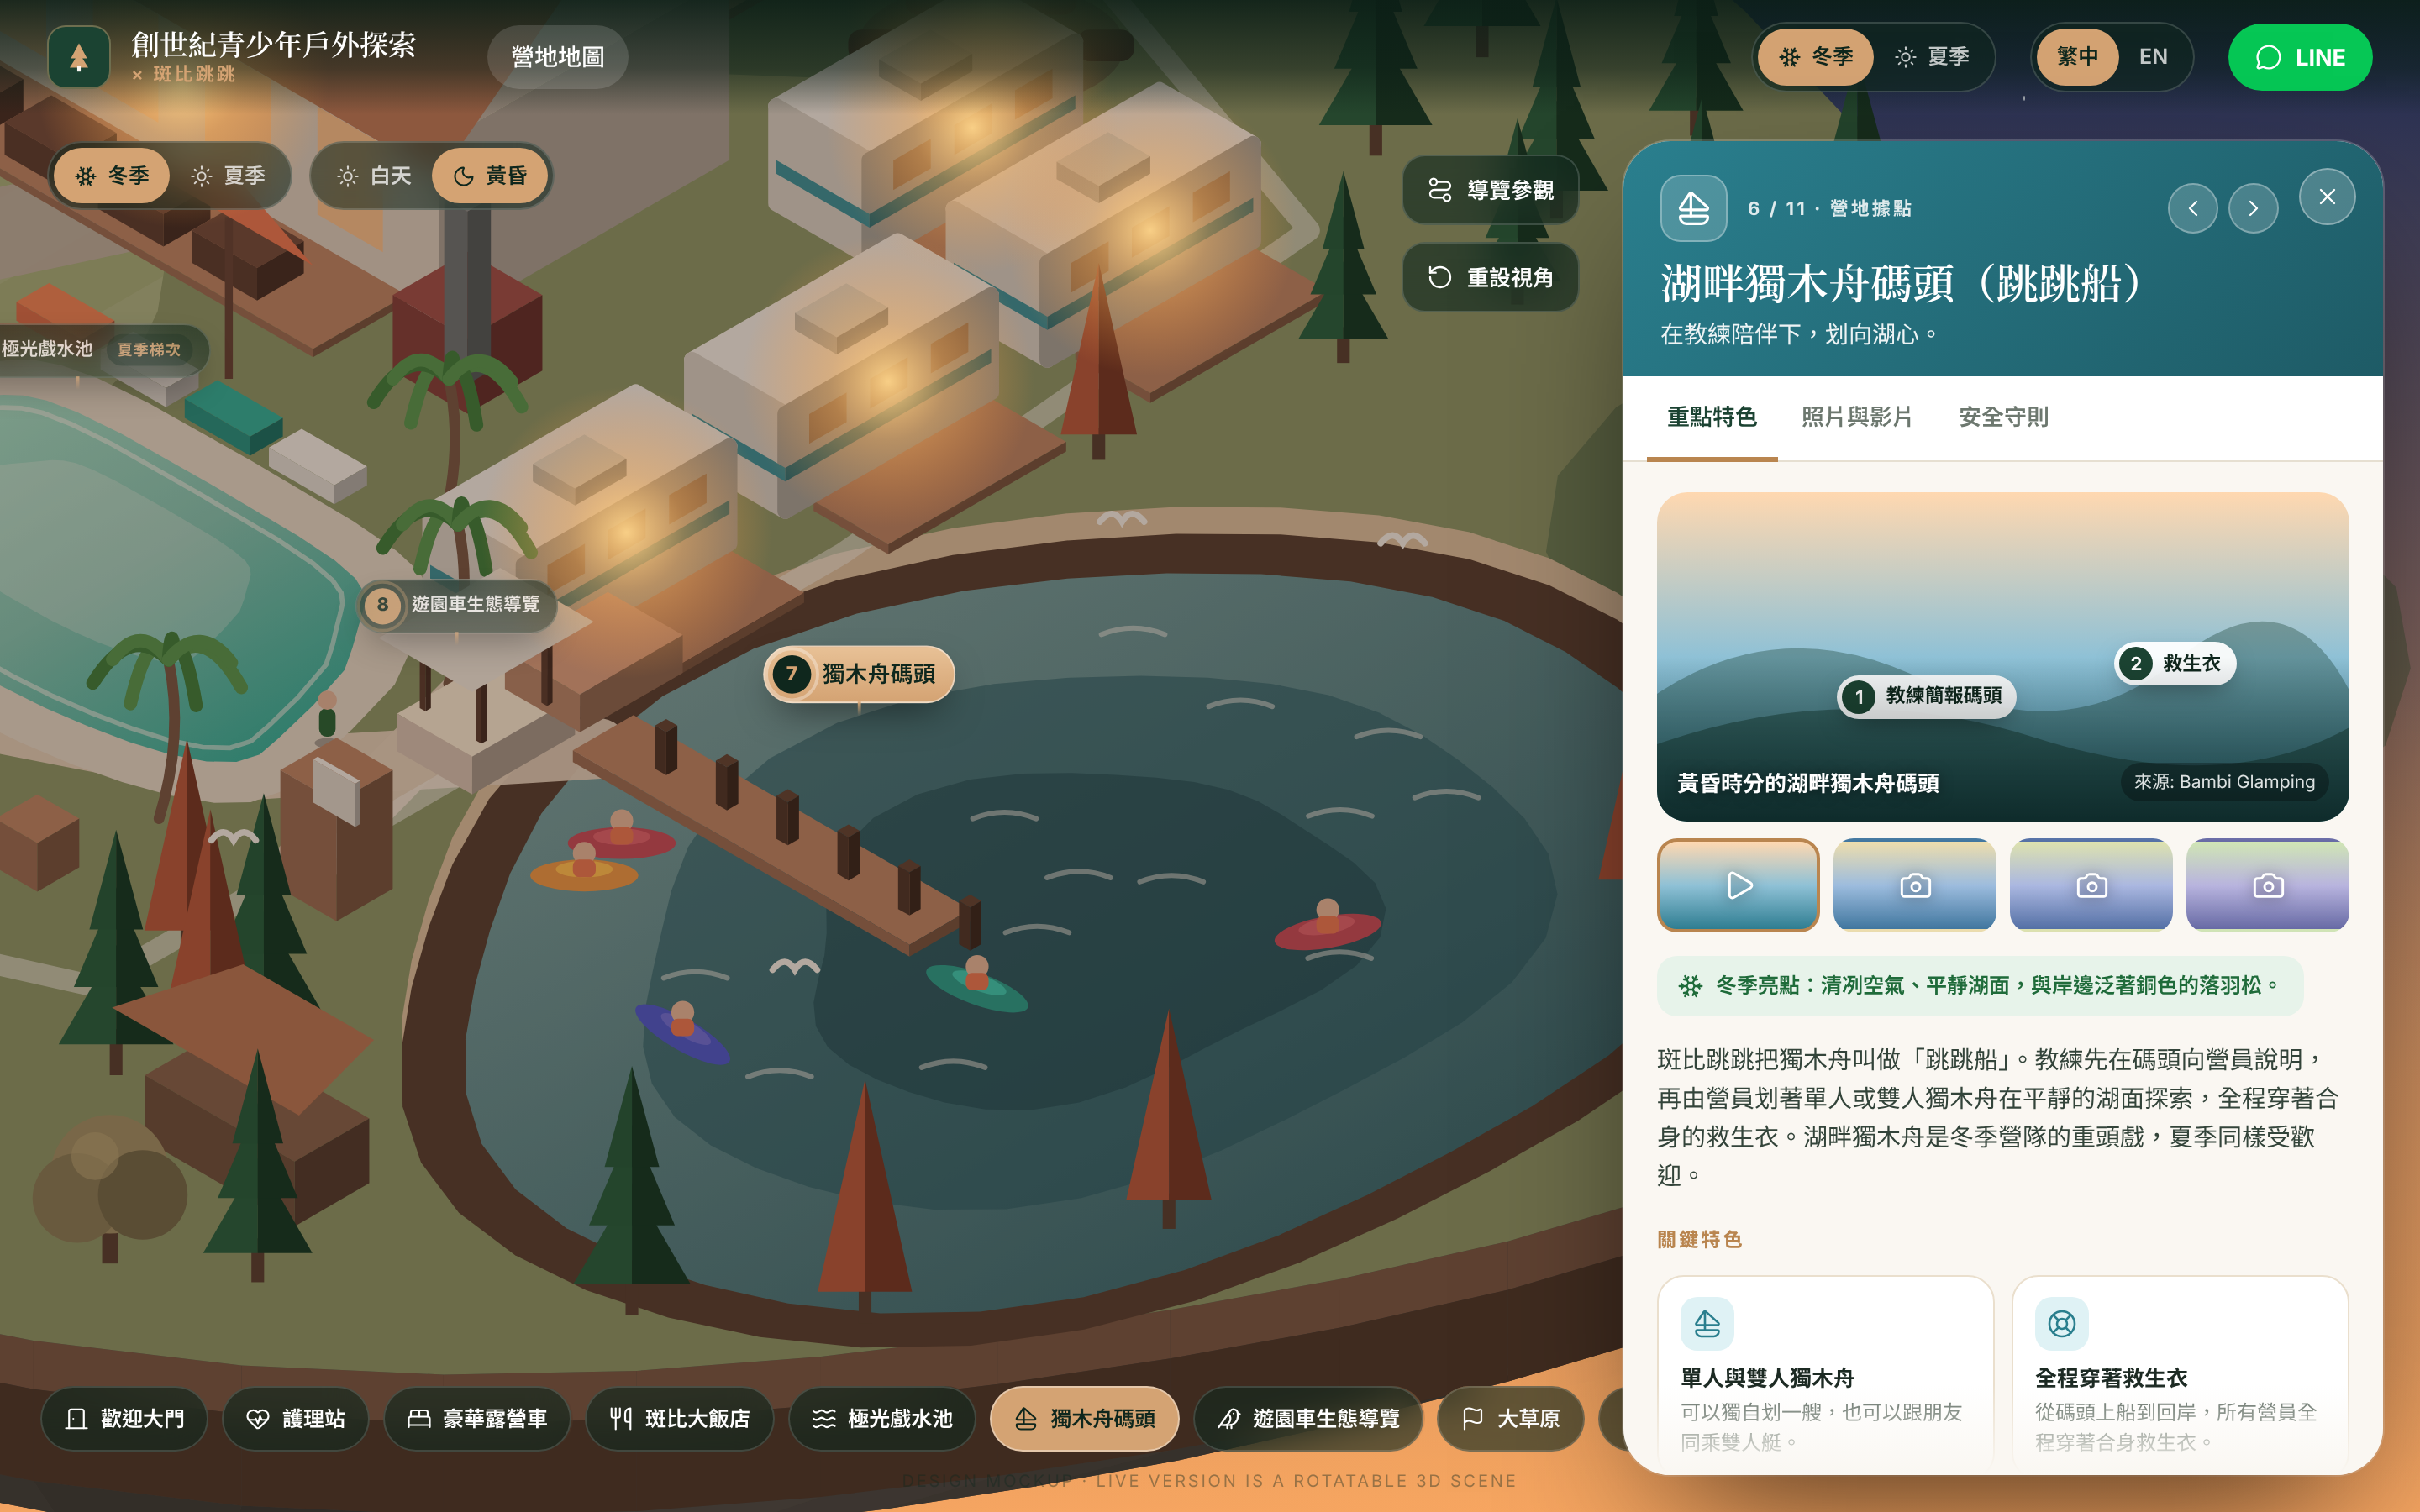 創世紀青少年戶外探索
× 斑比跳跳
營地地圖
冬季
夏季
繁中
EN
LINE
冬季
夏季
白天
黃昏
導覽參觀
重設視角
極光戲水池
夏季梯次
8
遊園車生態導覽
7
獨木舟碼頭
6 / 11 · 營地據點
湖畔獨木舟碼頭（跳跳船）
在教練陪伴下，划向湖心。
重點特色
照片與影片
安全守則
2 救生衣
1 教練簡報碼頭
黃昏時分的湖畔獨木舟碼頭
來源: Bambi Glamping
冬季亮點：清冽空氣、平靜湖面，與岸邊泛著銅色的落羽松。
斑比跳跳把獨木舟叫做「跳跳船」。教練先在碼頭向營員說明，
再由營員划著單人或雙人獨木舟在平靜的湖面探索，全程穿著合
身的救生衣。湖畔獨木舟是冬季營隊的重頭戲，夏季同樣受歡
迎。
關鍵特色
單人與雙人獨木舟
可以獨自划一艘，也可以跟朋友
同乘雙人艇。
全程穿著救生衣
從碼頭上船到回岸，所有營員全
程穿著合身救生衣。
歡迎大門
護理站
豪華露營車
斑比大飯店
極光戲水池
獨木舟碼頭
遊園車生態導覽
大草原
DESIGN MOCKUP · LIVE VERSION IS A ROTATABLE 3D SCENE